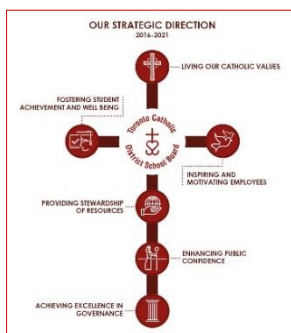 OUR STRATEGIC DIRECTION
2016-2021
LIVING OUR CATHOLIC VALUES
FOSTERING STUDENT
ACHIEVEMENT AND WELL BEING
Toronto Catholic
District School Board
INSPIRING AND
MOTIVATING EMPLOYEES
PROVIDING STEWARDSHIP
OF RESOURCES
ENHANCING PUBLIC
CONFIDENCE
ACHIEVING EXCELLENCE IN
GOVERNANCE